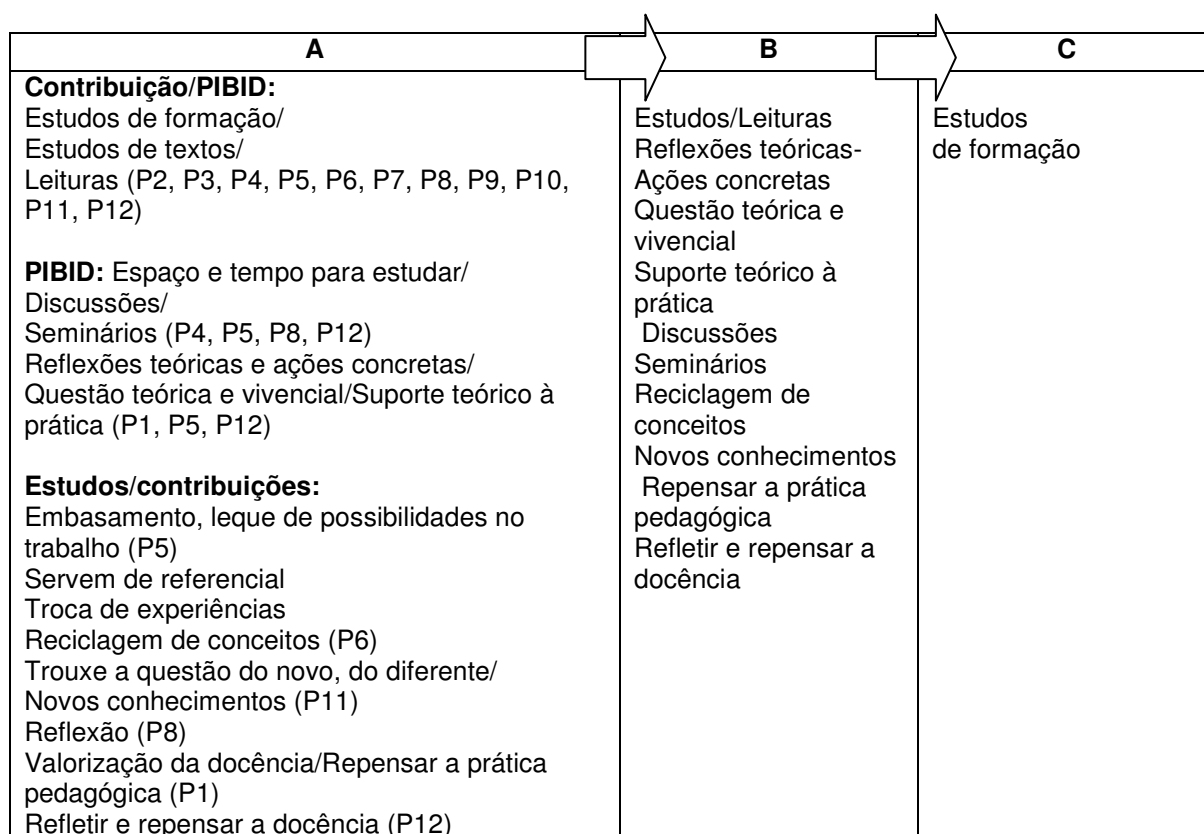 A
B
C
Contribuição/PIBID:
Estudos de formação/
Estudos de textos/
Leituras (P2, P3, P4, P5, P6, P7, P8, P9, P10,
P11, P12)
PIBID: Espaço e tempo para estudar/
Discussões/
Seminários (P4, P5, P8, P12)
Reflexões teóricas e ações concretas/
Questão teórica e vivencial/Suporte teórico à
prática (P1, P5, P12)
Estudos/contribuições:
Embasamento, leque de possibilidades no
trabalho (P5)
Servem de referencial
Troca de experiências
Reciclagem de conceitos (P6)
Trouxe a questão do novo, do diferente/
Novos conhecimentos (P11)
Reflexão (P8)
Valorização da docência/Repensar a prática
pedagógica (P1)
Refletir e repensar a docência (P12)
Estudos/Leituras
Reflexões teóricas-
Ações concretas
Questão teórica e
vivencial
Suporte teórico à
prática
Discussões
Seminários
Reciclagem de
conceitos
Novos conhecimentos
Repensar a prática
pedagógica
Refletir e repensar a
docência
Estudos
de formação